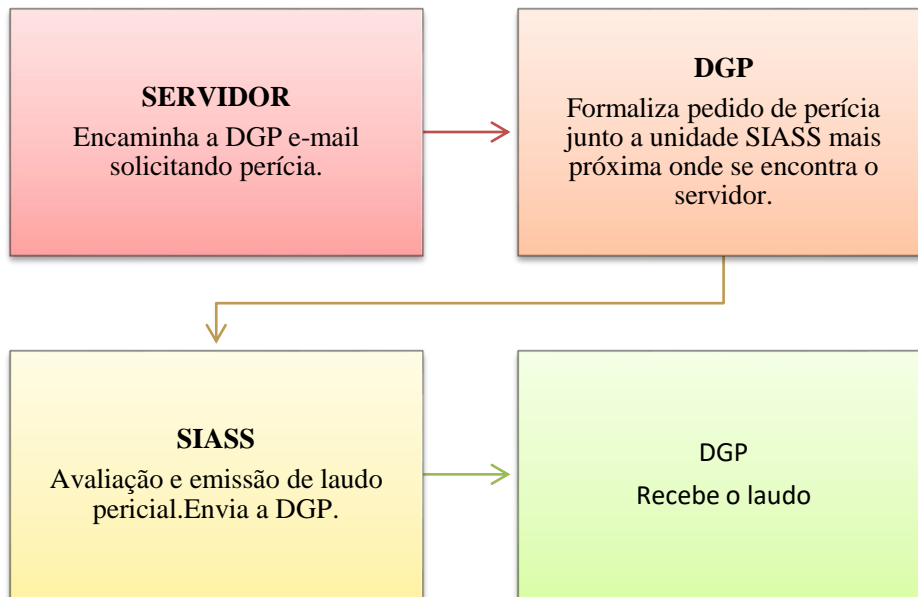 SERVIDOR
Encaminha a DGP e-mail
solicitando perícia.
DGP
Formaliza pedido de perícia
junto a unidade SIASS mais
próxima onde se encontra o
servidor.
SIASS
Avaliação e emissão de laudo
pericial.Envia a DGP.
DGP
Recebe o laudo